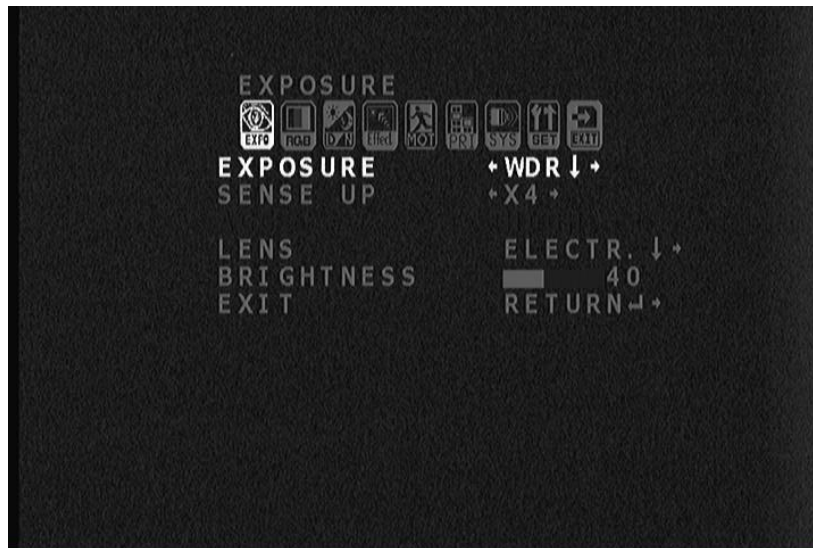 EXPOSURE
EXPO RGB D/N Effect MOT PRT SYS SET EXIT
EXPOSURE WDR↓
SENSE UP X4
LENS ELECTR. ↓
BRIGHTNESS 40
EXIT RETURN↵